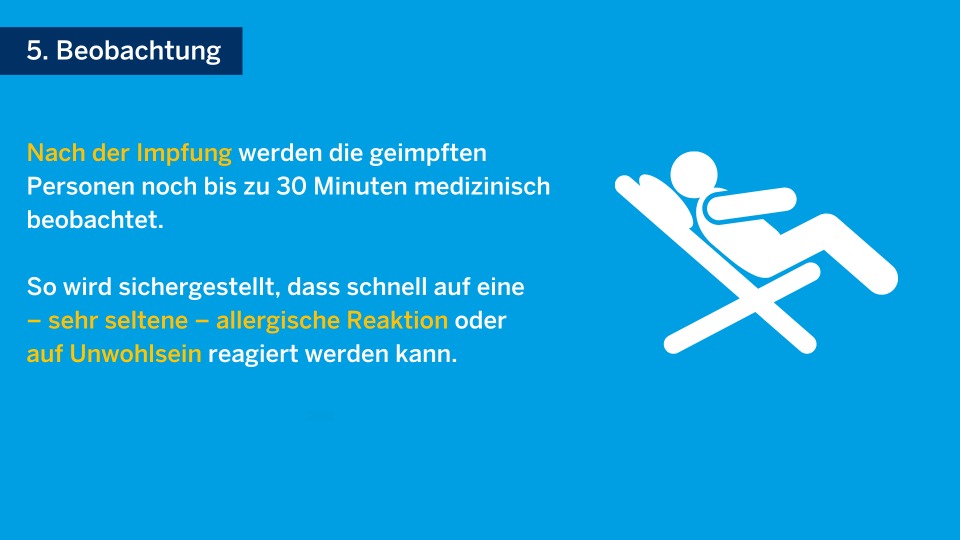 5. Beobachtung
Nach der Impfung werden die geimpften
Personen noch bis zu 30 Minuten medizinisch
beobachtet.
So wird sichergestellt, dass schnell auf eine
– sehr seltene – allergische Reaktion oder
auf Unwohlsein reagiert werden kann.